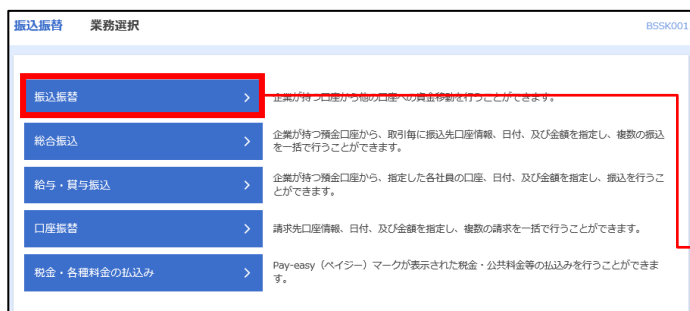 振込振替 業務選択 BSSK001
振込振替 企業が持つ口座から他の口座への資金移動を行うことができます。
総合振込 企業が持つ預金口座から、取引毎に振込先口座情報、日付、及び金額を指定し、複数の振込
を一括で行うことができます。
給与・賞与振込 企業が持つ預金口座から、指定した各社員の口座、日付、及び金額を指定し、振込を行うこ
とができます。
口座振替 請求先口座情報、日付、及び金額を指定し、複数の請求を一括で行うことができます。
税金・各種料金の払込み Pay-easy（ペイジー）マークが表示された税金・公共料金等の払込みを行うことができま
す。